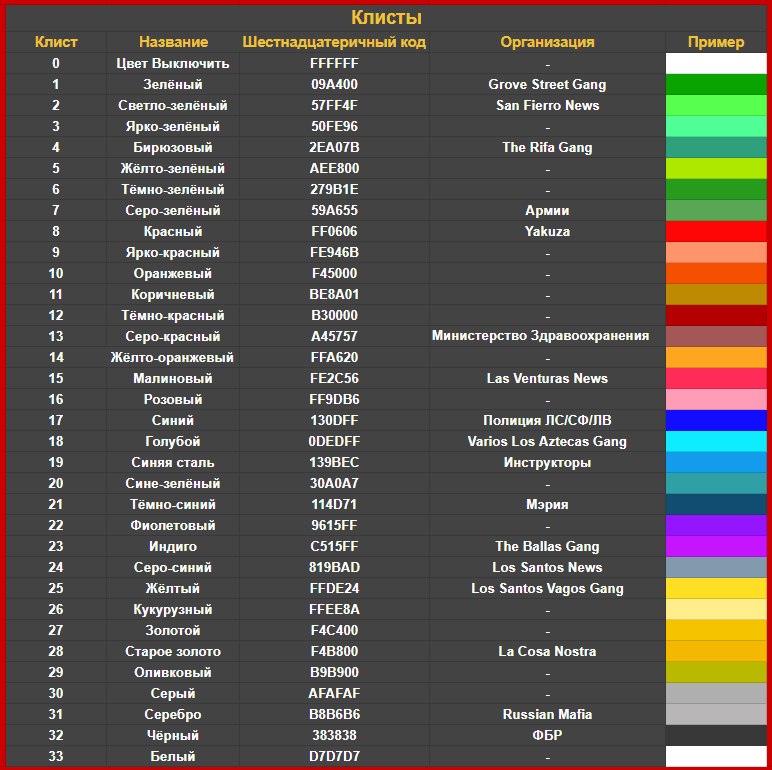 Клисты
Клист Название Шестнадцатеричный код Организация Пример
0 Цвет Выключить FFFFFF -
1 Зелёный 09A400 Grove Street Gang
2 Светло-зелёный 57FF4F San Fierro News
3 Ярко-зелёный 50FE96 -
4 Бирюзовый 2EA07B The Rifa Gang
5 Жёлто-зелёный AEE800 -
6 Тёмно-зелёный 279B1E -
7 Серо-зелёный 59A655 Армии
8 Красный FF0606 Yakuza
9 Ярко-красный FE946B -
10 Оранжевый F45000 -
11 Коричневый BE8A01 -
12 Тёмно-красный B30000 -
13 Серо-красный A45757 Министерство Здравоохранения
14 Жёлто-оранжевый FFA620 -
15 Малиновый FE2C56 Las Venturas News
16 Розовый FF9DB6 -
17 Синий 130DFF Полиция ЛС/СФ/ЛВ
18 Голубой 0DEDFF Varios Los Aztecas Gang
19 Синяя сталь 139BEC Инструкторы
20 Сине-зелёный 30A0A7 -
21 Тёмно-синий 114D71 Мэрия
22 Фиолетовый 9615FF -
23 Индиго C515FF The Ballas Gang
24 Серо-синий 819BAD Los Santos News
25 Жёлтый FFDE24 Los Santos Vagos Gang
26 Кукурузный FFEE8A -
27 Золотой F4C400 -
28 Старое золото F4B800 La Cosa Nostra
29 Оливковый B9B900 -
30 Серый AFAFAF -
31 Серебро B8B6B6 Russian Mafia
32 Чёрный 383838 ФБР
33 Белый D7D7D7 -